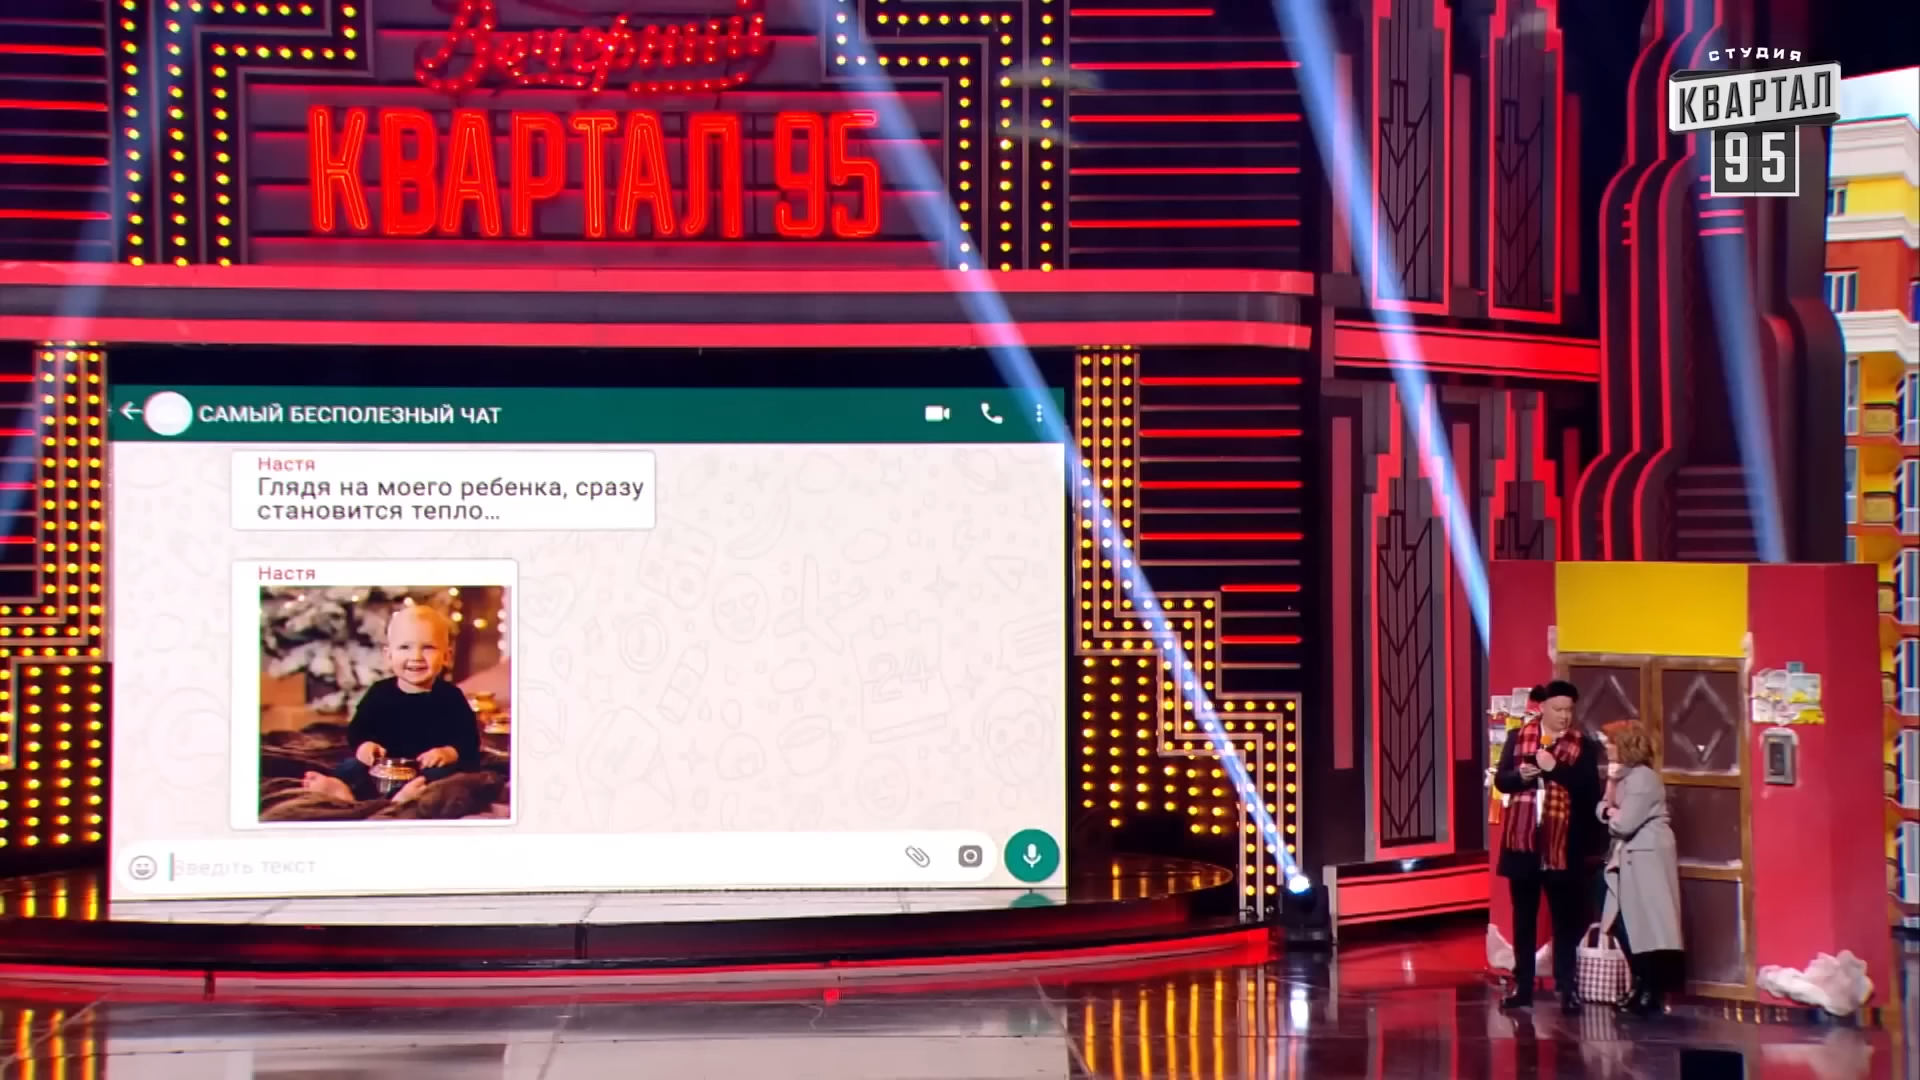 Вечерний
КВАРТАЛ 95
СТУДИЯ
КВАРТАЛ
95
САМЫЙ БЕСПОЛЕЗНЫЙ ЧАТ
Настя
Глядя на моего ребенка, сразу
становится тепло...
Настя
Введіть текст